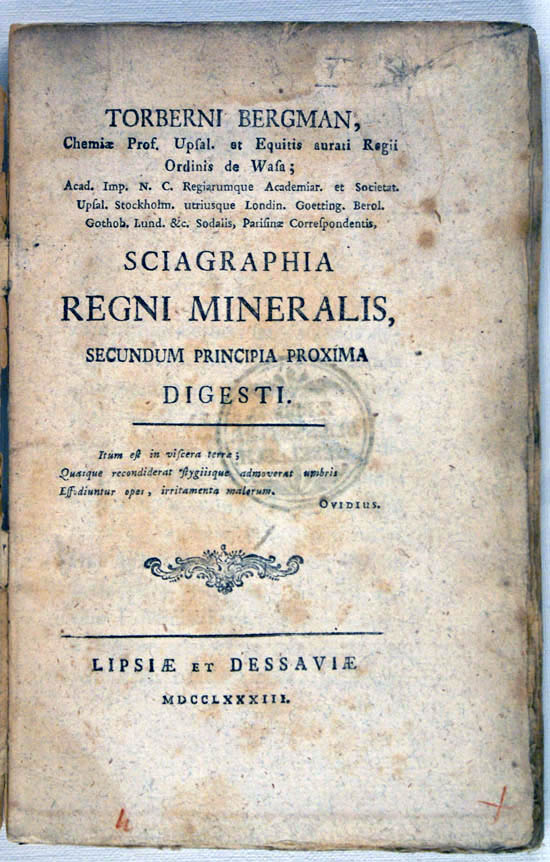 TORBERNI BERGMAN,
Chemiæ Prof. Upſal. et Equitis aurati Regii
Ordinis de Waſa;
Acad. Imp. N. C. Regiarumque Academiar. et Societat.
Upſal. Stockholm. utriusque Londin. Goetting. Berol.
Gothob. Lund. &c. Sodalis, Pariſinæ Correſpondentis,
SCIAGRAPHIA
REGNI MINERALIS,
SECUNDUM PRINCIPIA PROXIMA
DIGESTI.
Itum eſt in viſcera terræ;
Quasque recondiderat ſtygiisque admoverat umbris
Effodiuntur opes, irritamenta malorum.
OVIDIUS.
LIPSIÆ ET DESSAVIÆ
MDCCLXXXIII.